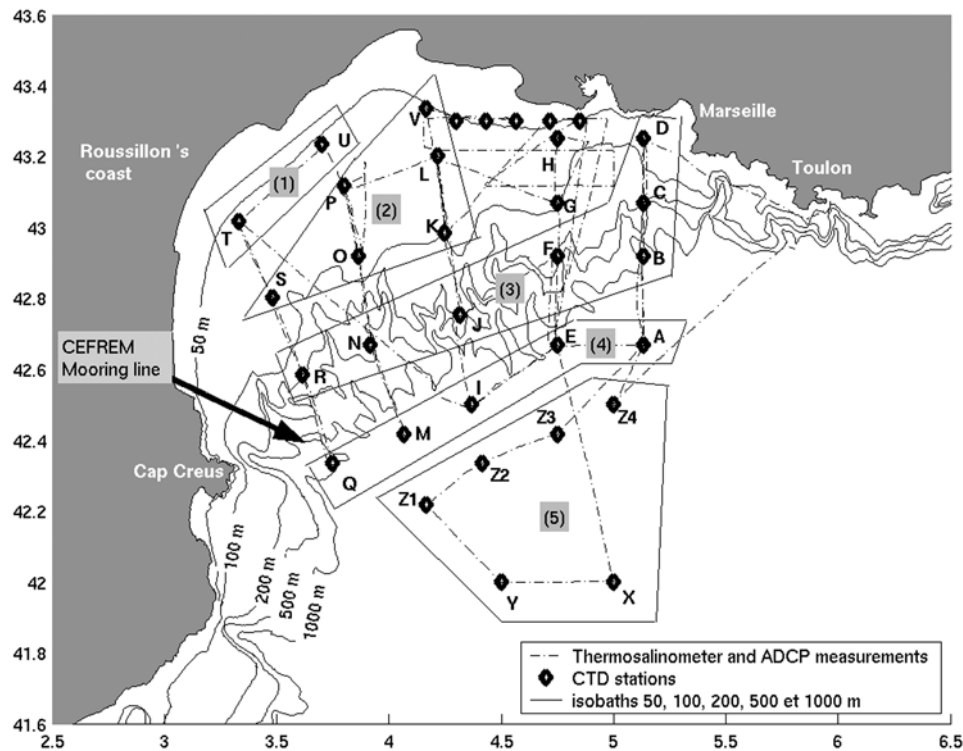 43.6
43.4
43.2
43
42.8
42.6
42.4
42.2
42
41.8
41.6
2.5
3
3.5
4
4.5
5
5.5
6
6.5
Marseille
Toulon
Roussillon 's
coast
Cap Creus
CEFREM
Mooring line
50 m
100 m
200 m
500 m
1000 m
(1)
(2)
(3)
(4)
(5)
V
D
U
H
L
P
C
G
T
K
O
F
B
S
J
N
E
A
R
I
Z4
Z3
M
Q
Z2
Z1
Y
X
Thermosalinometer and ADCP measurements
CTD stations
isobaths 50, 100, 200, 500 et 1000 m